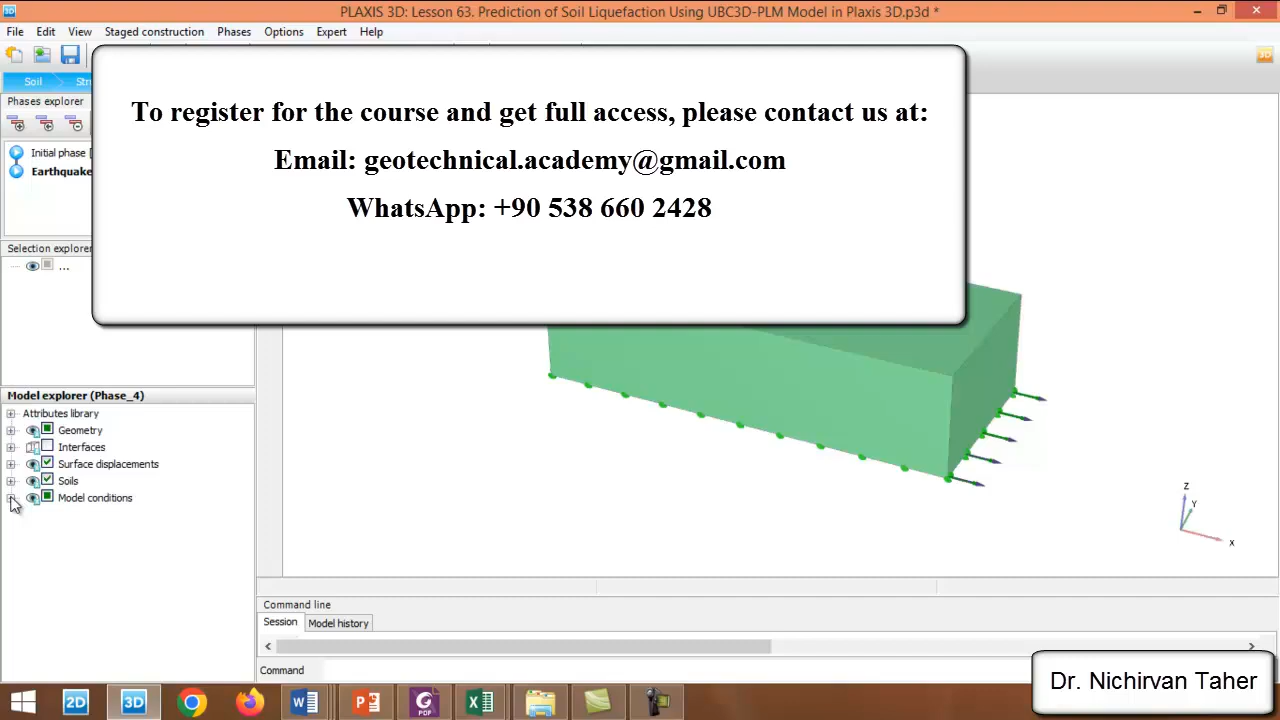 PLAXIS 3D: Lesson 63. Prediction of Soil Liquefaction Using UBC3D-PLM Model in Plaxis 3D.p3d *
File Edit View Staged construction Phases Options Expert Help
Soil
Phases explorer
Initial phase [
Earthquake
Selection explorer
...
To register for the course and get full access, please contact us at:
Email: geotechnical.academy@gmail.com
WhatsApp: +90 538 660 2428
Model explorer (Phase_4)
Attributes library
Geometry
Interfaces
Surface displacements
Soils
Model conditions
Z
Y
X
Command line
Session Model history
Command
Dr. Nichirvan Taher
2D 3D